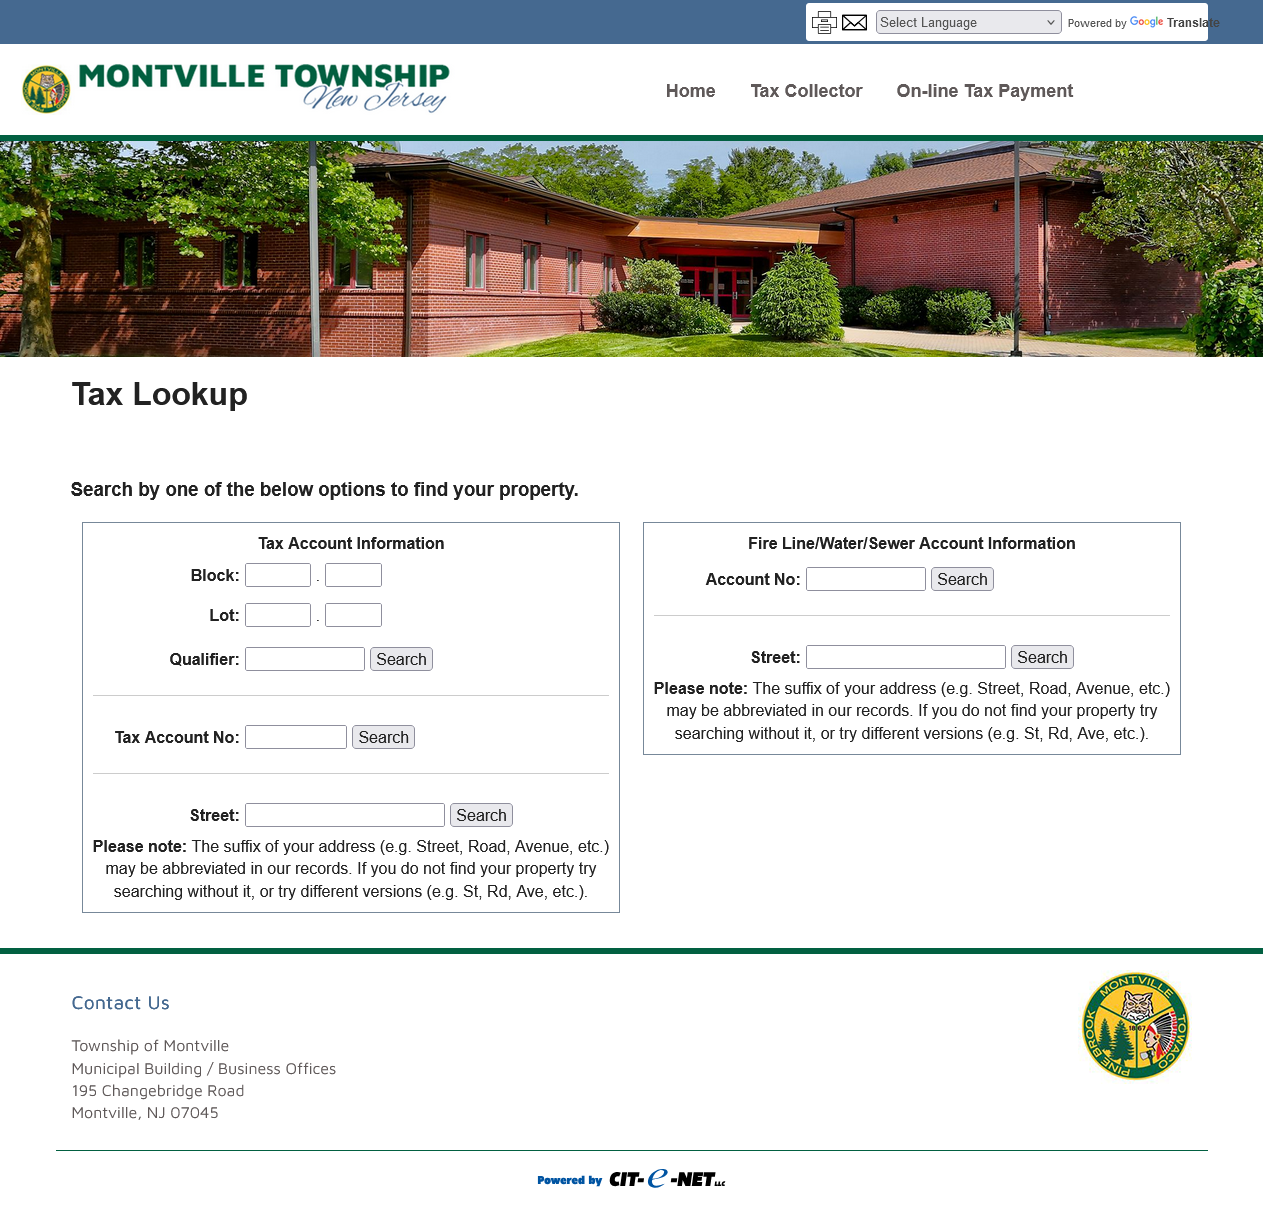 Select Language
Powered by Google Translate
MONTVILLE TOWNSHIP
New Jersey
Home
Tax Collector
On-line Tax Payment
Tax Lookup
Search by one of the below options to find your property.
Tax Account Information
Block: .
Lot: .
Qualifier: Search
Tax Account No: Search
Street: Search
Please note: The suffix of your address (e.g. Street, Road, Avenue, etc.)
may be abbreviated in our records. If you do not find your property try
searching without it, or try different versions (e.g. St, Rd, Ave, etc.).
Fire Line/Water/Sewer Account Information
Account No: Search
Street: Search
Please note: The suffix of your address (e.g. Street, Road, Avenue, etc.)
may be abbreviated in our records. If you do not find your property try
searching without it, or try different versions (e.g. St, Rd, Ave, etc.).
Contact Us
Township of Montville
Municipal Building / Business Offices
195 Changebridge Road
Montville, NJ 07045
MONTVILLE
PINE BROOK
TOWACO
1867
Powered by CIT-e-NET LLC